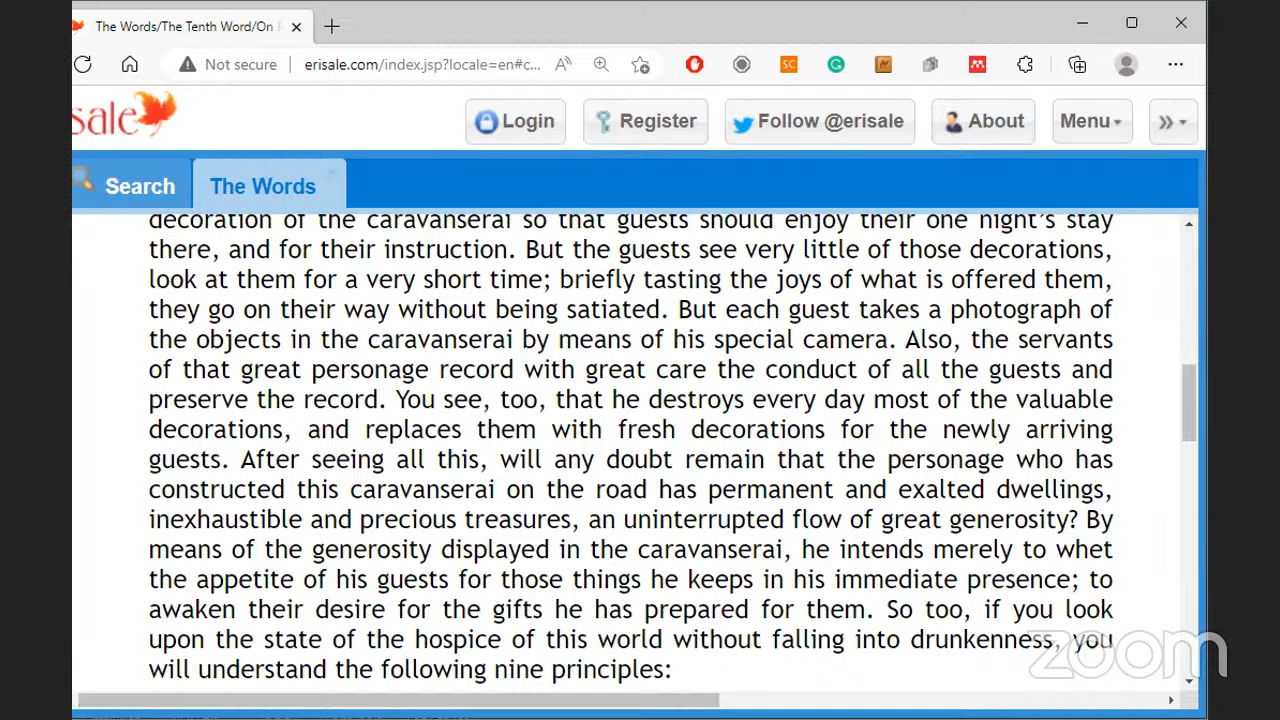 The Words/The Tenth Word/On
Not secure erisale.com/index.jsp?locale=en#c...
sale Login Register Follow @erisale About Menu
Search The Words
decoration of the caravanserai so that guests should enjoy their one night’s stay
there, and for their instruction. But the guests see very little of those decorations,
look at them for a very short time; briefly tasting the joys of what is offered them,
they go on their way without being satiated. But each guest takes a photograph of
the objects in the caravanserai by means of his special camera. Also, the servants
of that great personage record with great care the conduct of all the guests and
preserve the record. You see, too, that he destroys every day most of the valuable
decorations, and replaces them with fresh decorations for the newly arriving
guests. After seeing all this, will any doubt remain that the personage who has
constructed this caravanserai on the road has permanent and exalted dwellings,
inexhaustible and precious treasures, an uninterrupted flow of great generosity? By
means of the generosity displayed in the caravanserai, he intends merely to whet
the appetite of his guests for those things he keeps in his immediate presence; to
awaken their desire for the gifts he has prepared for them. So too, if you look
upon the state of the hospice of this world without falling into drunkenness, you
will understand the following nine principles:
zoom